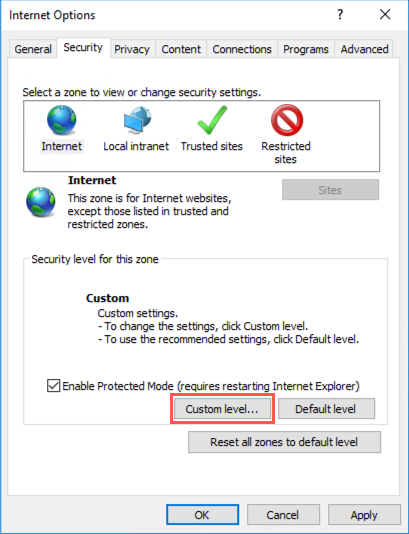 Internet Options
General Security Privacy Content Connections Programs Advanced
Select a zone to view or change security settings.
Internet Local intranet Trusted sites Restricted
sites
Internet
Sites
This zone is for Internet websites,
except those listed in trusted and
restricted zones.
Security level for this zone
Custom
Custom settings.
- To change the settings, click Custom level.
- To use the recommended settings, click Default level.
Enable Protected Mode (requires restarting Internet Explorer)
Custom level... Default level
Reset all zones to default level
OK Cancel Apply